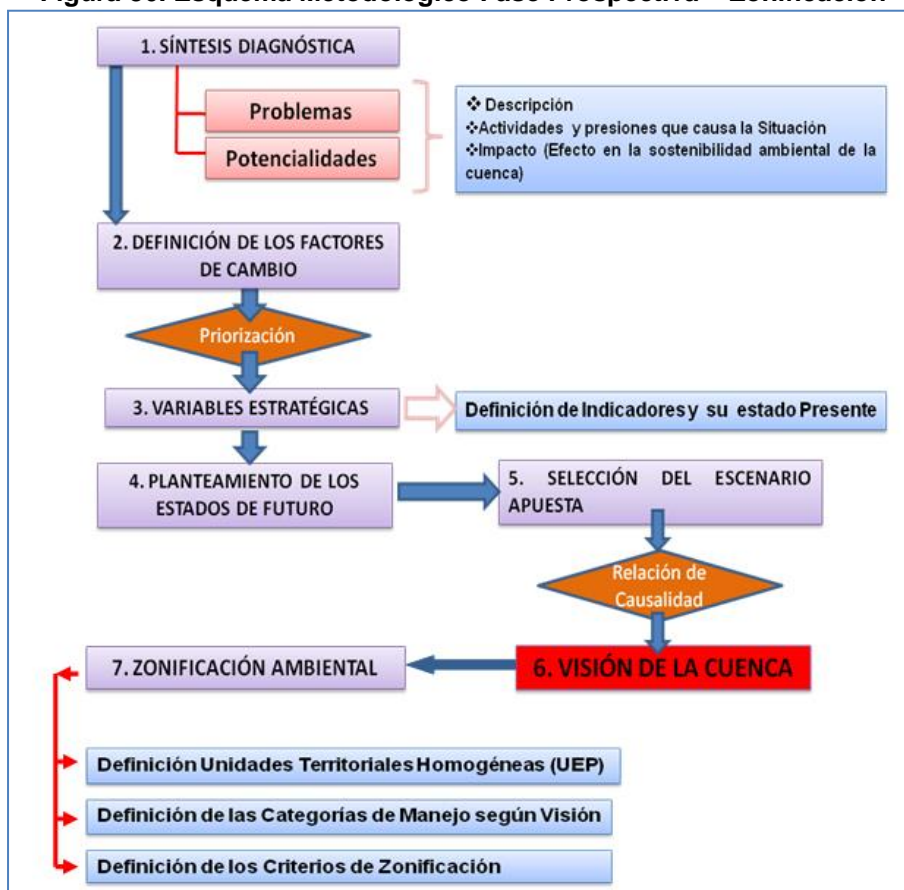 1. SÍNTESIS DIAGNÓSTICA
Problemas
Potencialidades
❖ Descripción
❖Actividades y presiones que causa la Situación
❖Impacto (Efecto en la sostenibilidad ambiental de la
cuenca)
2. DEFINICIÓN DE LOS FACTORES
DE CAMBIO
Priorización
3. VARIABLES ESTRATÉGICAS
Definición de Indicadores y su estado Presente
4. PLANTEAMIENTO DE LOS
ESTADOS DE FUTURO
5. SELECCIÓN DEL ESCENARIO
APUESTA
Relación de
Causalidad
7. ZONIFICACIÓN AMBIENTAL
6. VISIÓN DE LA CUENCA
Definición Unidades Territoriales Homogéneas (UEP)
Definición de las Categorías de Manejo según Visión
Definición de los Criterios de Zonificación